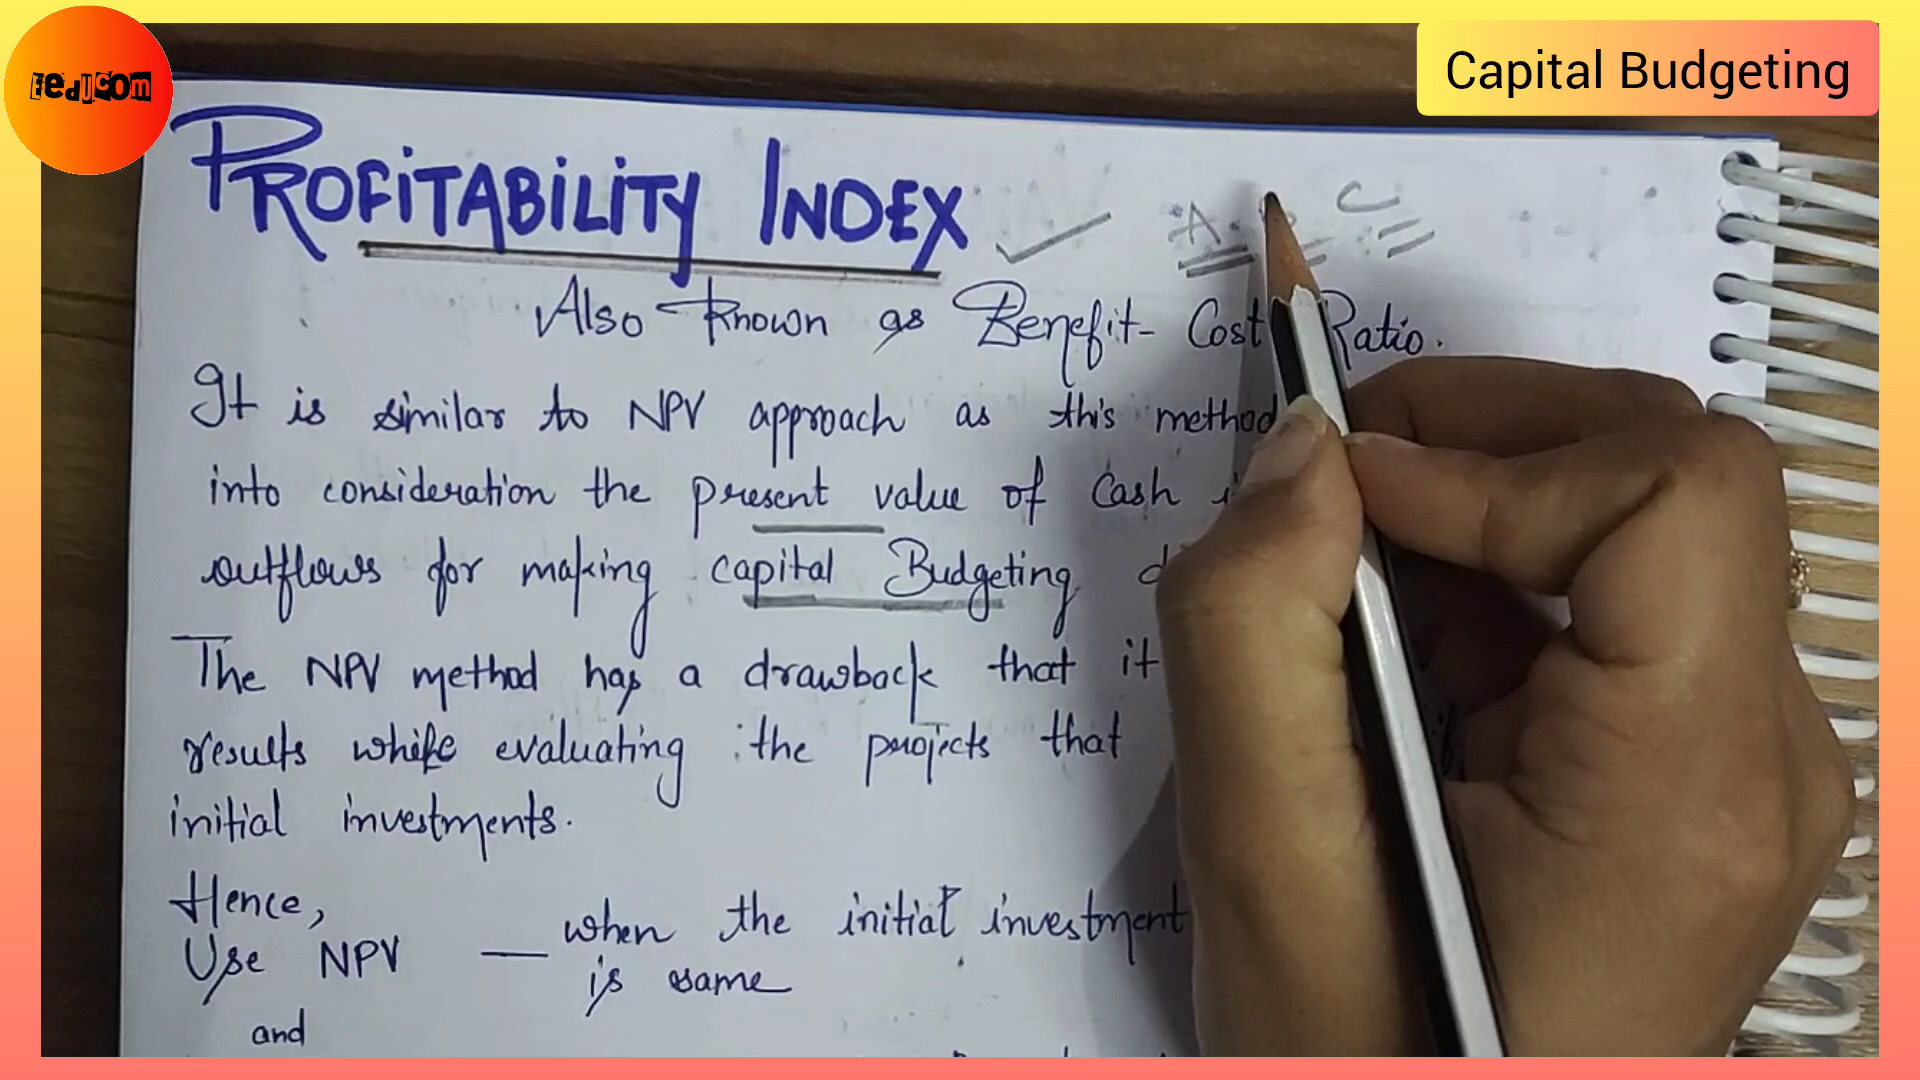 EeduCom
Capital Budgeting
PROFITABILITY INDEX
A. C
Also known as Benefit-Cost Ratio.
It is similar to NPV approach as this method
into consideration the present value of cash
outflows for making capital Budgeting
The NPV method has a drawback that it
results while evaluating the projects that
initial investments.
Hence,
Use NPV — when the initial investment
is same
and